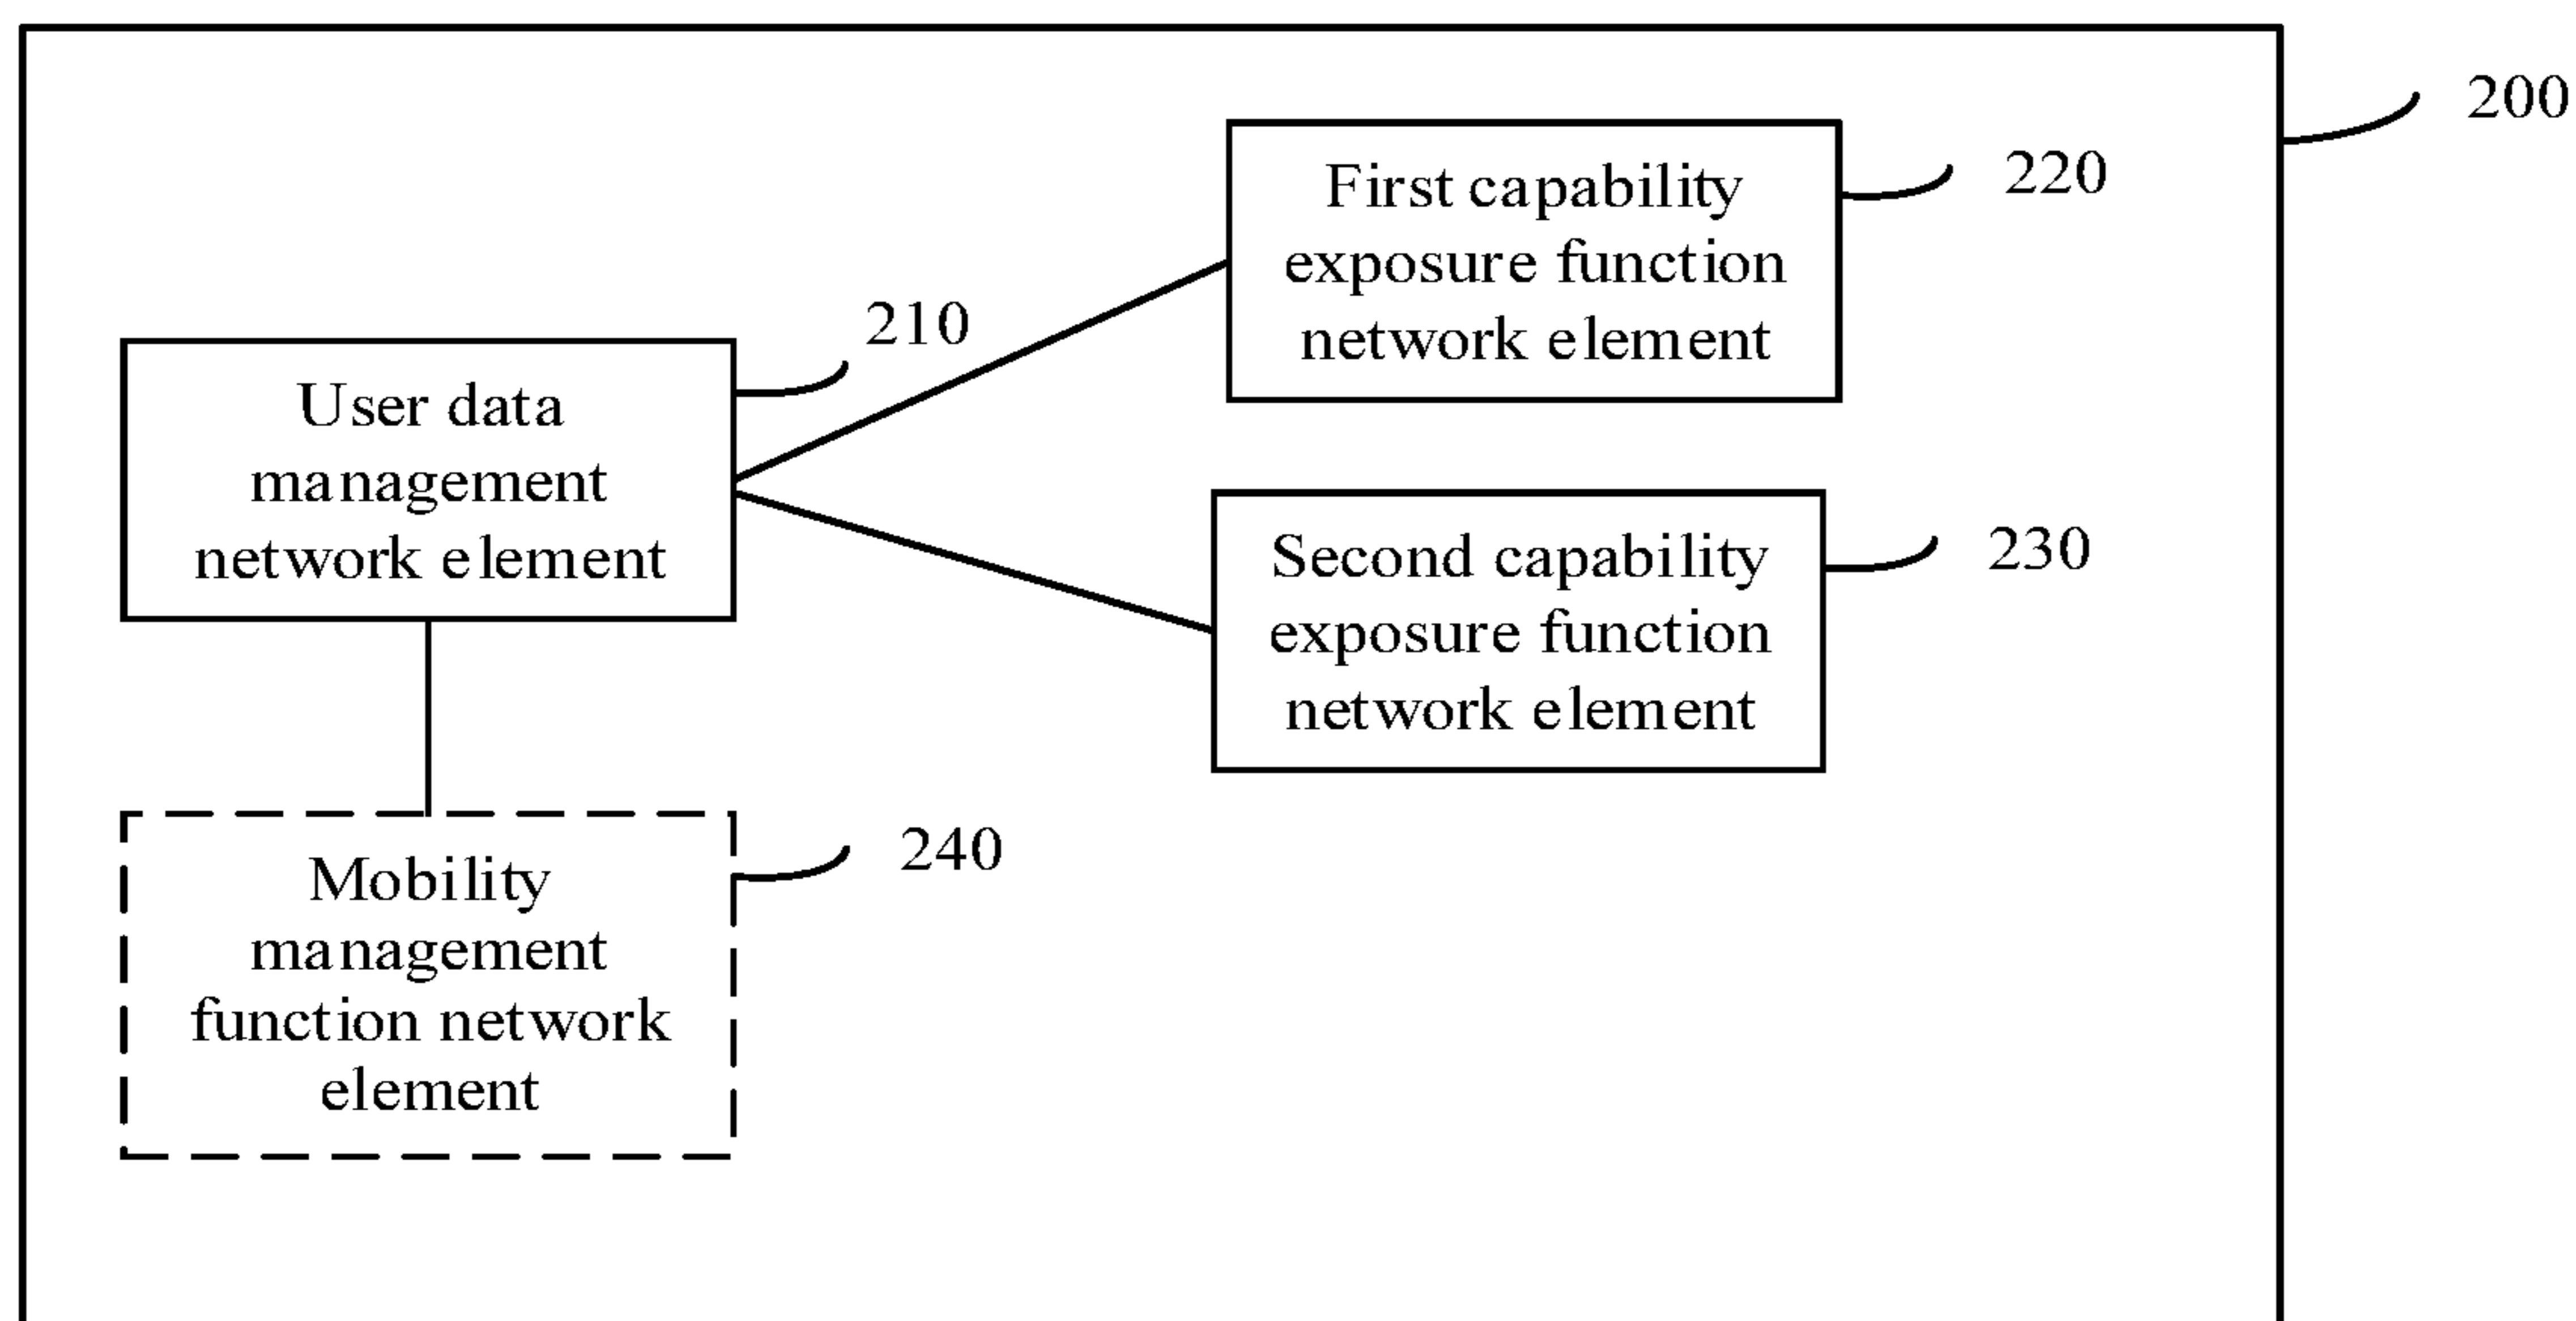 200
First capability
exposure function
network element
220
User data
management
network element
210
Second capability
exposure function
network element
230
Mobility
management
function network
element
240